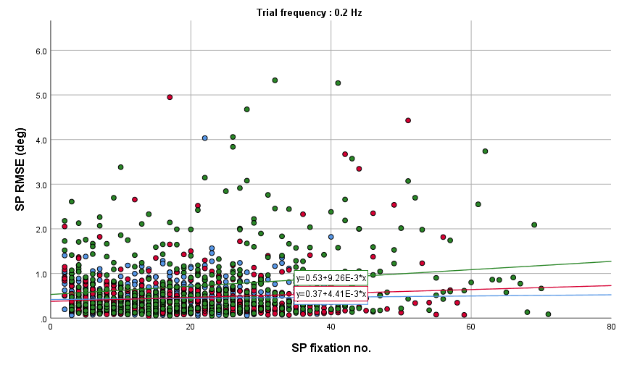 Trial frequency : 0.2 Hz
6.0
5.0
4.0
3.0
2.0
1.0
.0
SP RMSE (deg)
y=0.53+9.26E-3*x
y=0.37+4.41E-3*x
0
20
40
60
80
SP fixation no.